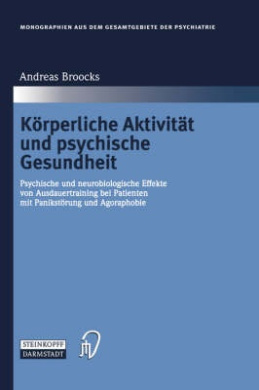 MONOGRAPHIEN AUS DEM GESAMTGEBIETE DER PSYCHIATRIE
Andreas Broocks
Körperliche Aktivität
und psychische
Gesundheit
Psychische und neurobiologische Effekte
von Ausdauertraining bei Patienten
mit Panikstörung und Agoraphobie
STEINKOPFF
DARMSTADT